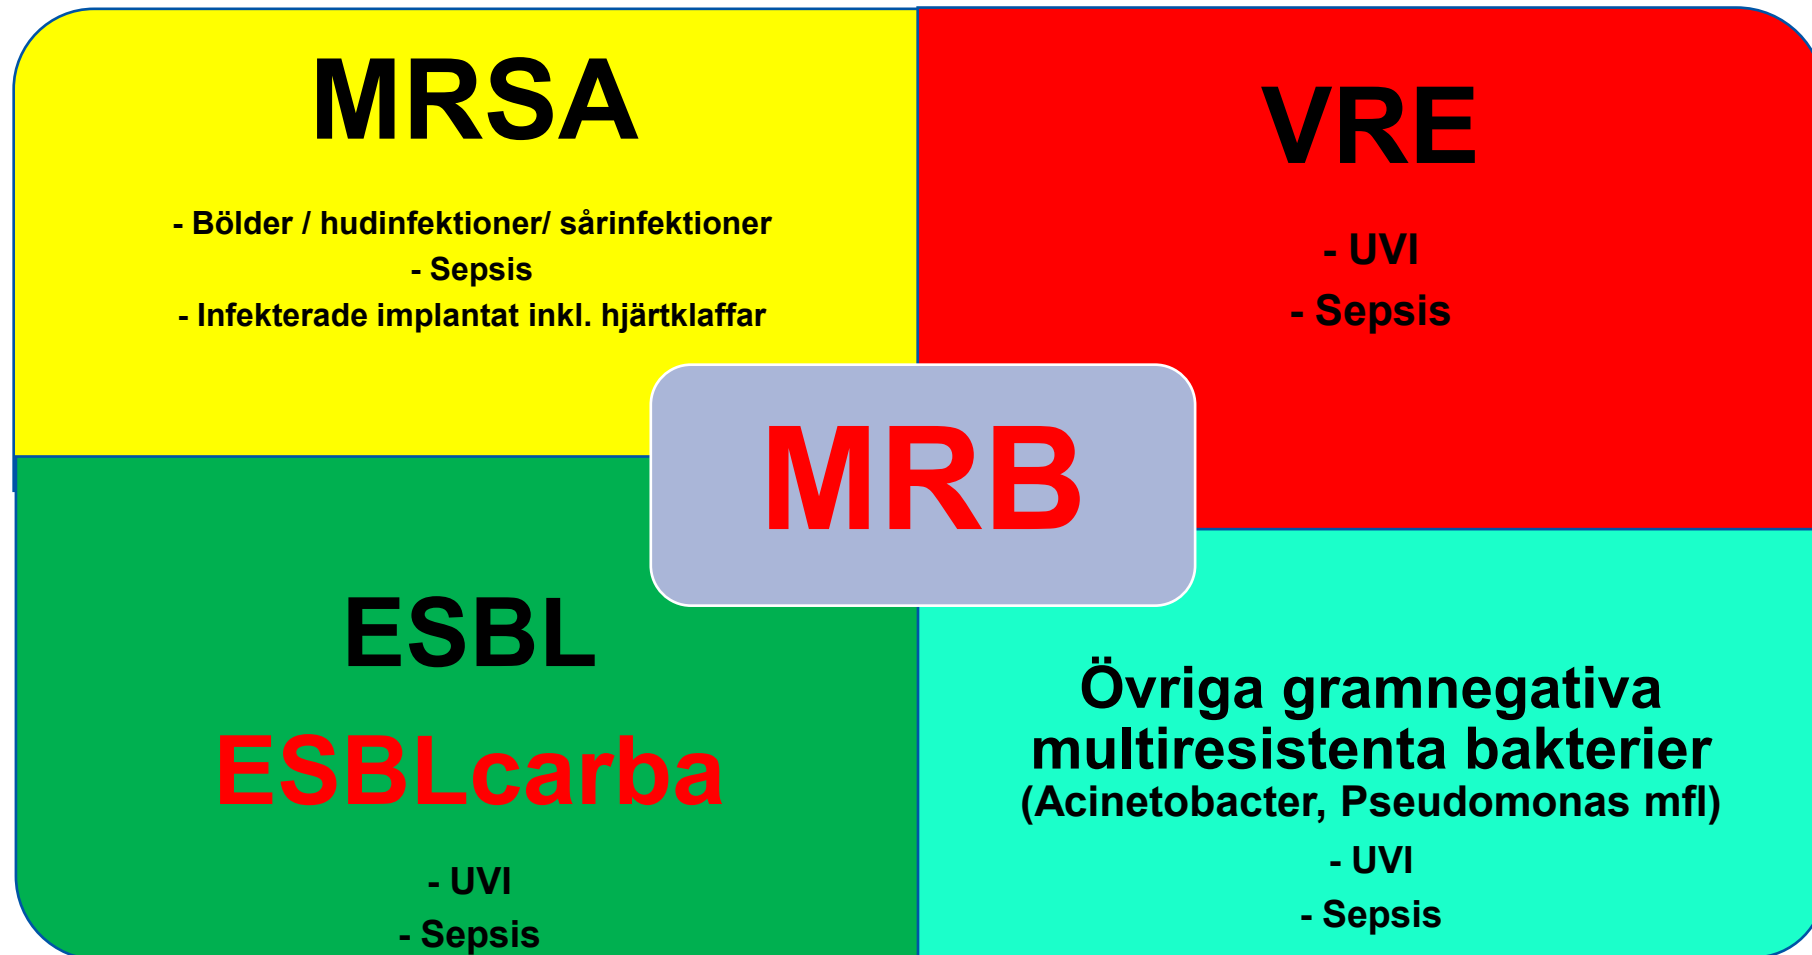 MRSA
- Bölder / hudinfektioner/ sårinfektioner
- Sepsis
- Infekterade implantat inkl. hjärtklaffar
VRE
- UVI
- Sepsis
MRB
ESBL
ESBLcarba
- UVI
- Sepsis
Övriga gramnegativa
multiresistenta bakterier
(Acinetobacter, Pseudomonas mfl)
- UVI
- Sepsis